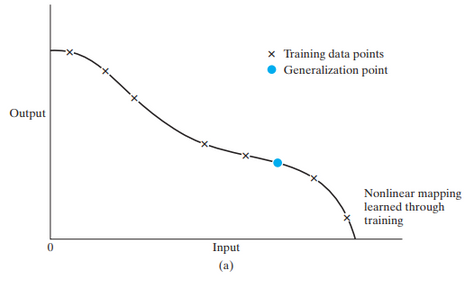 × Training data points
Generalization point
Output
Nonlinear mapping
learned through
training
0
Input
(a)